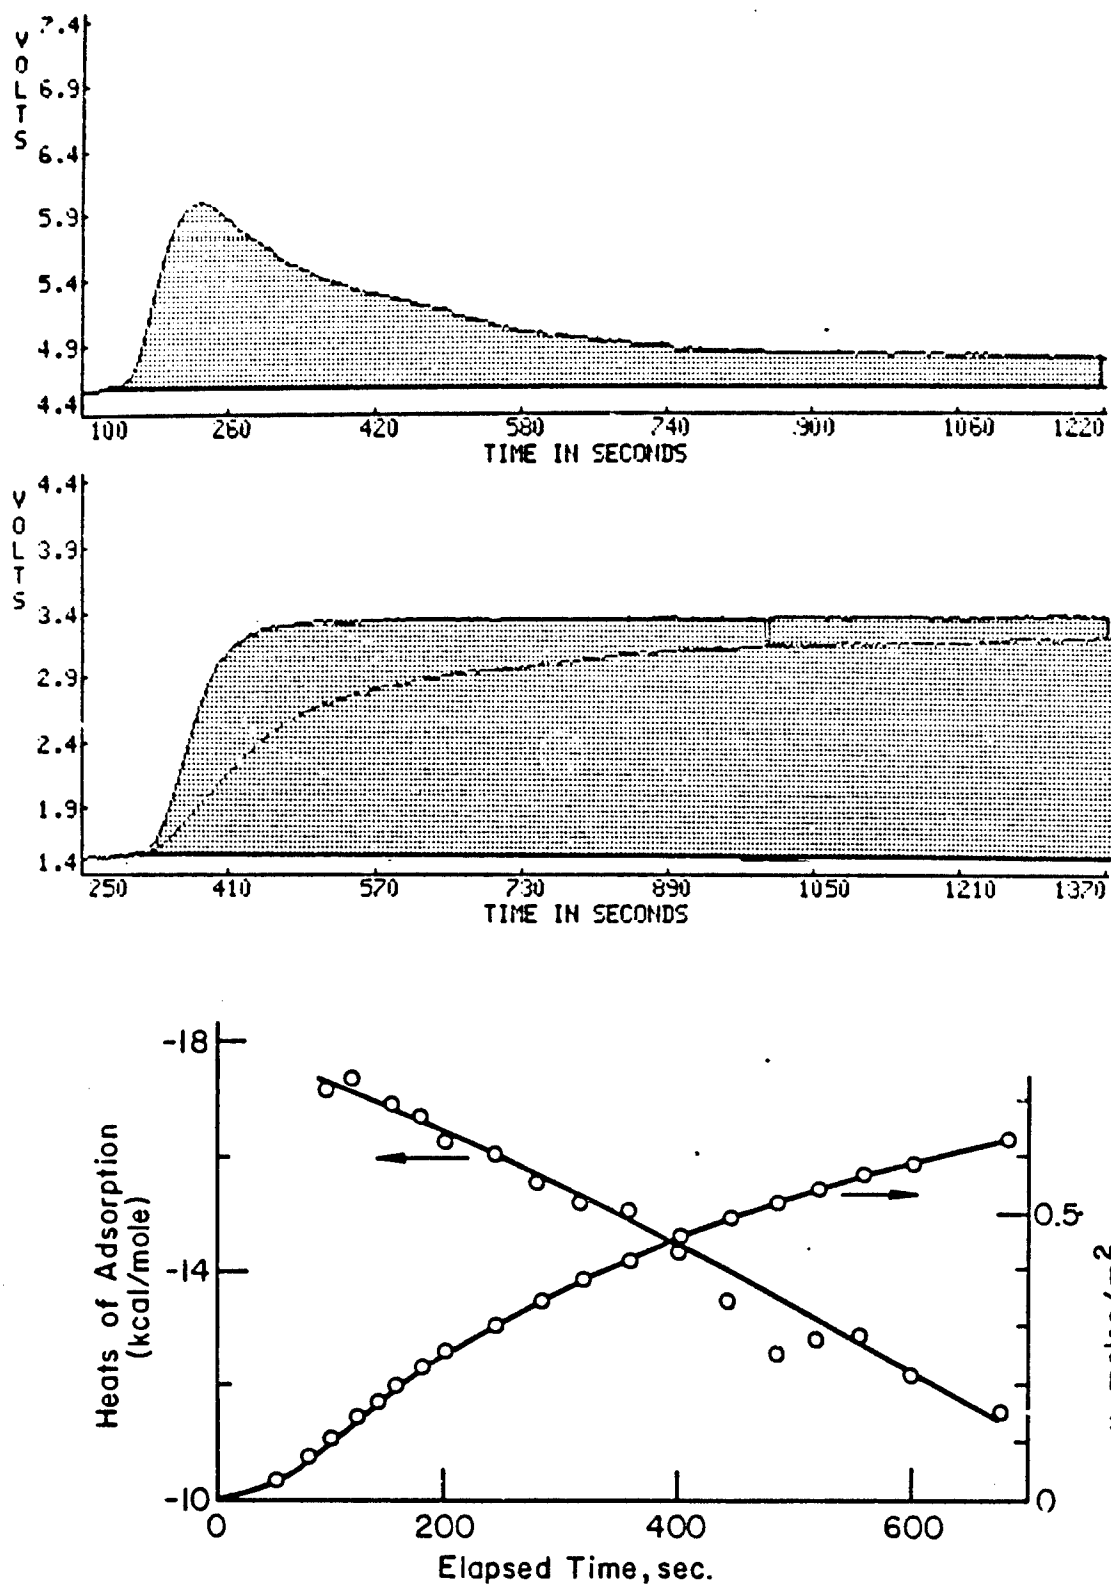 VOLTS
7.4
6.9
6.4
5.9
5.4
4.9
4.4
100 260 420 580 740 900 1060 1220
TIME IN SECONDS
VOLTS
4.4
3.9
3.4
2.9
2.4
1.9
1.4
250 410 570 730 890 1050 1210 1370
TIME IN SECONDS
Heats of Adsorption
(kcal/mole)
-18
-14
-10
0.5
0
0 200 400 600
Elapsed Time, sec.